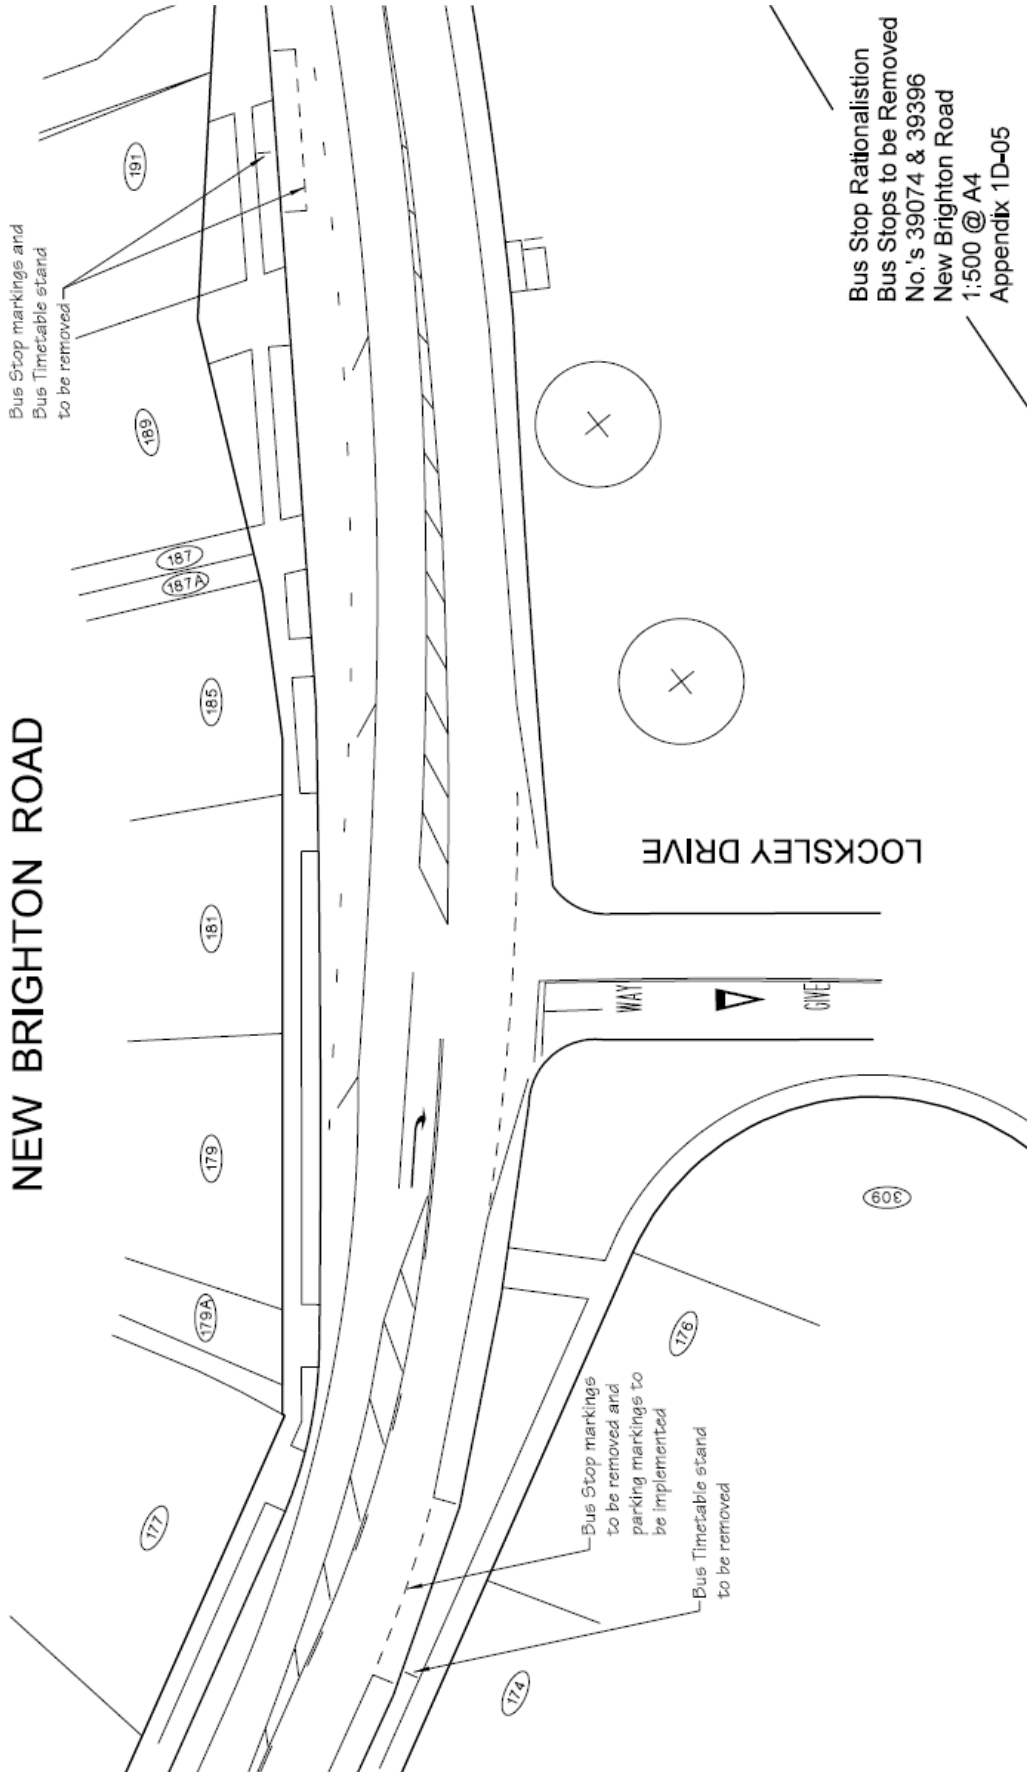 NEW BRIGHTON ROAD
Bus Stop markings and
Bus Timetable stand
to be removed
177
179A
179
181
185
187A
187
189
191
LOCKSLEY DRIVE
WAY
GIVE
Bus Stop markings
to be removed and
parking markings to
be implemented
Bus Timetable stand
to be removed
174
176
309
Bus Stop Rationalistion
Bus Stops to be Removed
No.'s 39074 & 39396
New Brighton Road
1:500 @ A4
Appendix 1D-05